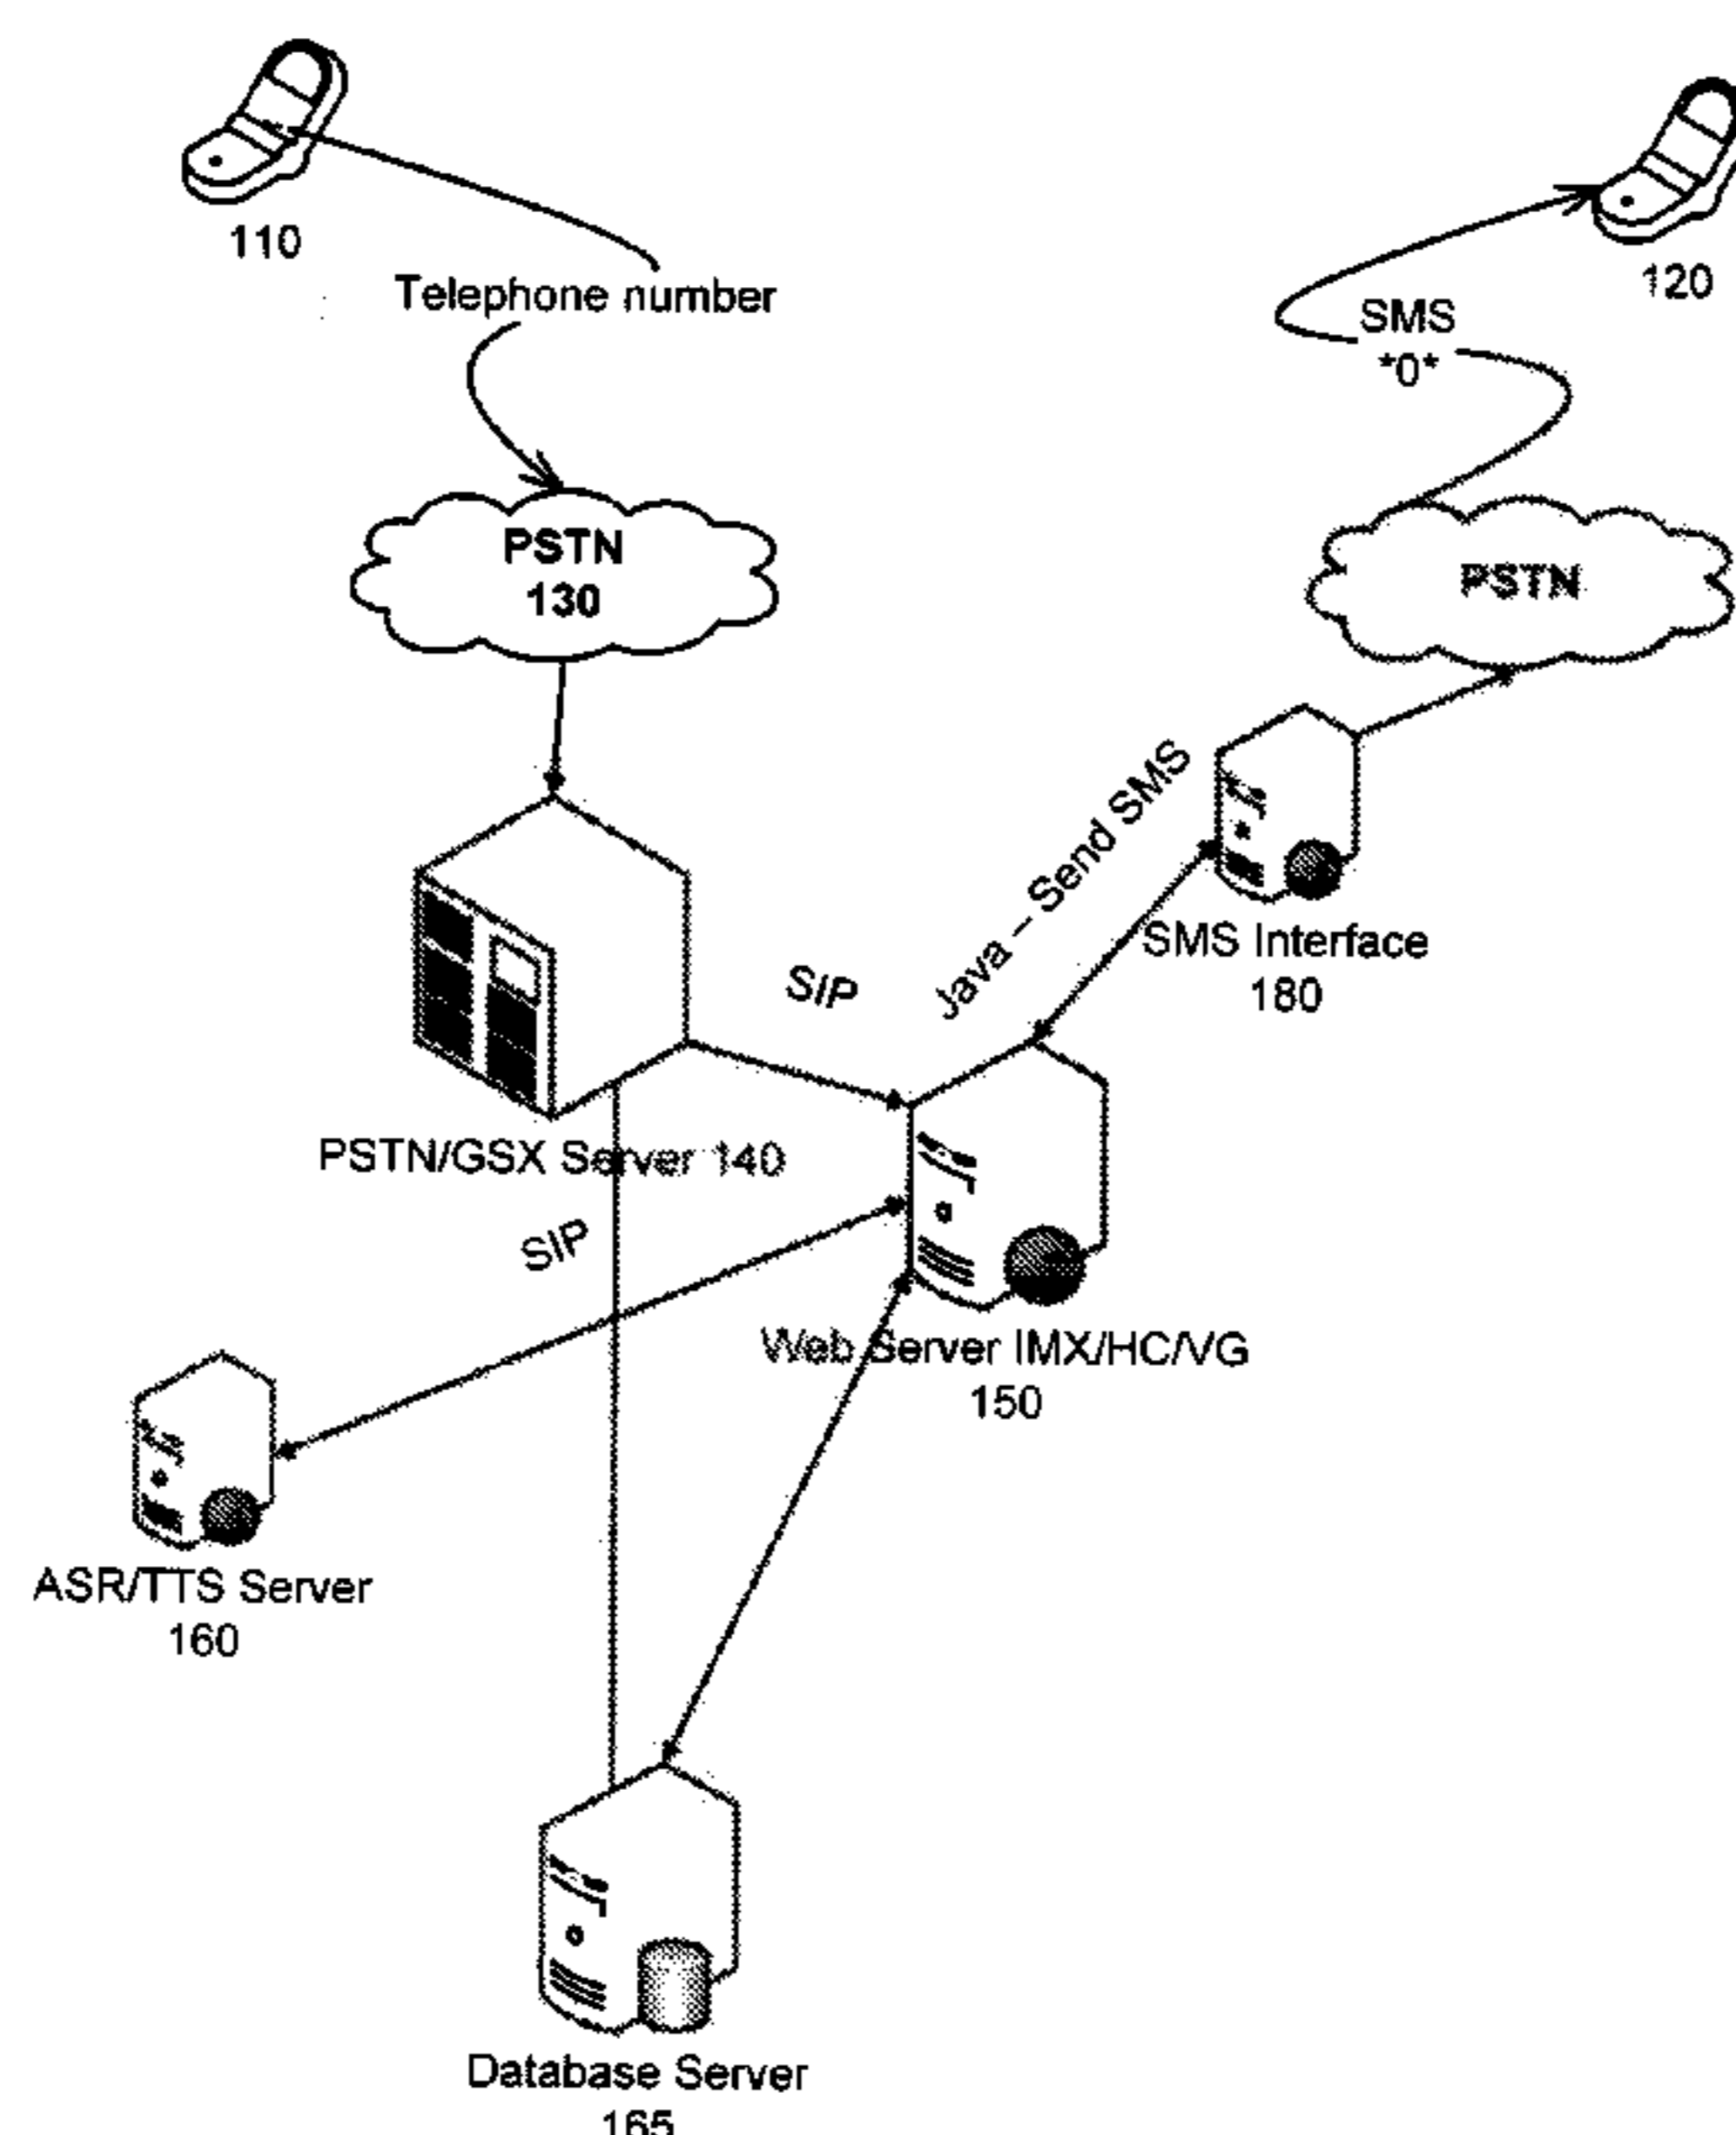 110
Telephone number
120
SMS
*0*
PSTN
130
PSTN
Java – Send SMS
SMS Interface
180
SIP
PSTN/GSX Server 140
SIP
Web Server IMX/HC/VG
150
ASR/TTS Server
160
Database Server
165